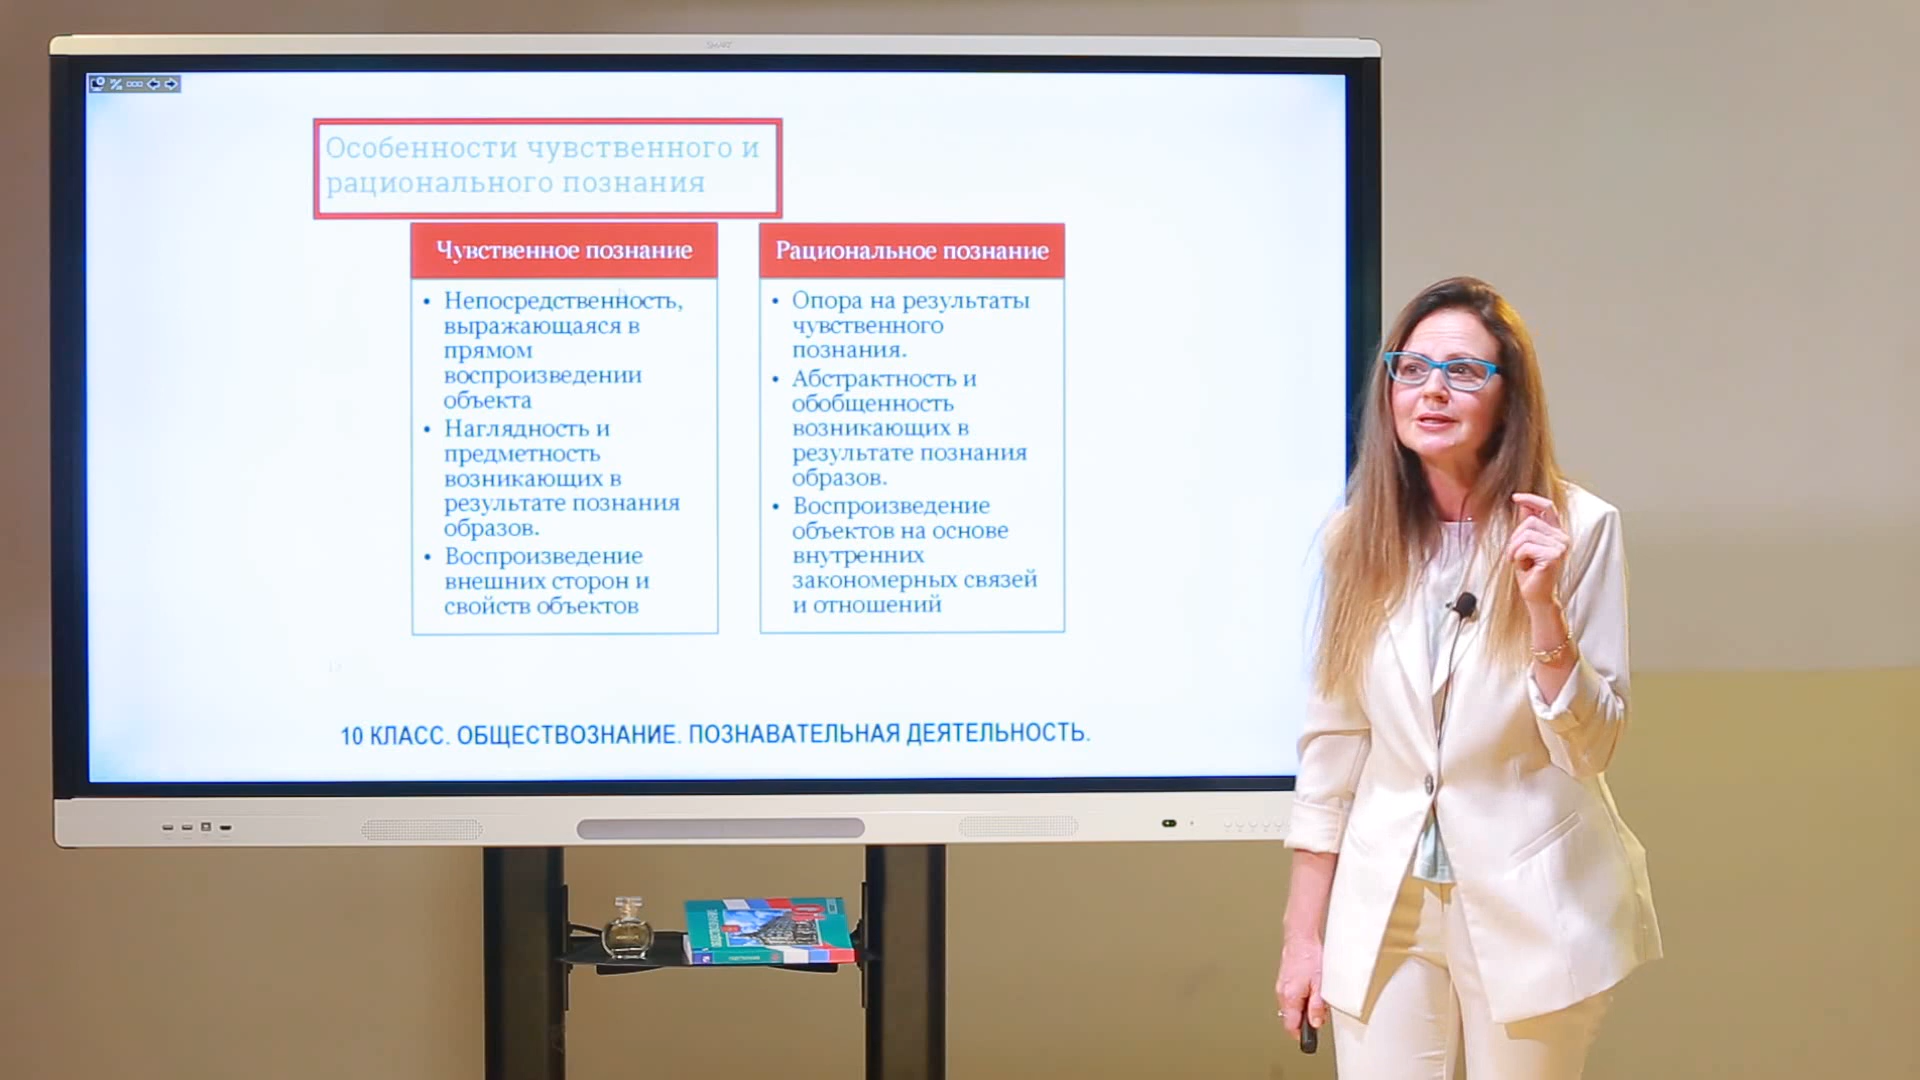 SMART
Особенности чувственного и
рационального познания
Чувственное познание
• Непосредственность,
выражающаяся в
прямом
воспроизведении
объекта
• Наглядность и
предметность
возникающих в
результате познания
образов.
• Воспроизведение
внешних сторон и
свойств объектов
Рациональное познание
• Опора на результаты
чувственного
познания.
• Абстрактность и
обобщенность
возникающих в
результате познания
образов.
• Воспроизведение
объектов на основе
внутренних
закономерных связей
и отношений
10 КЛАСС. ОБЩЕСТВОЗНАНИЕ. ПОЗНАВАТЕЛЬНАЯ ДЕЯТЕЛЬНОСТЬ.